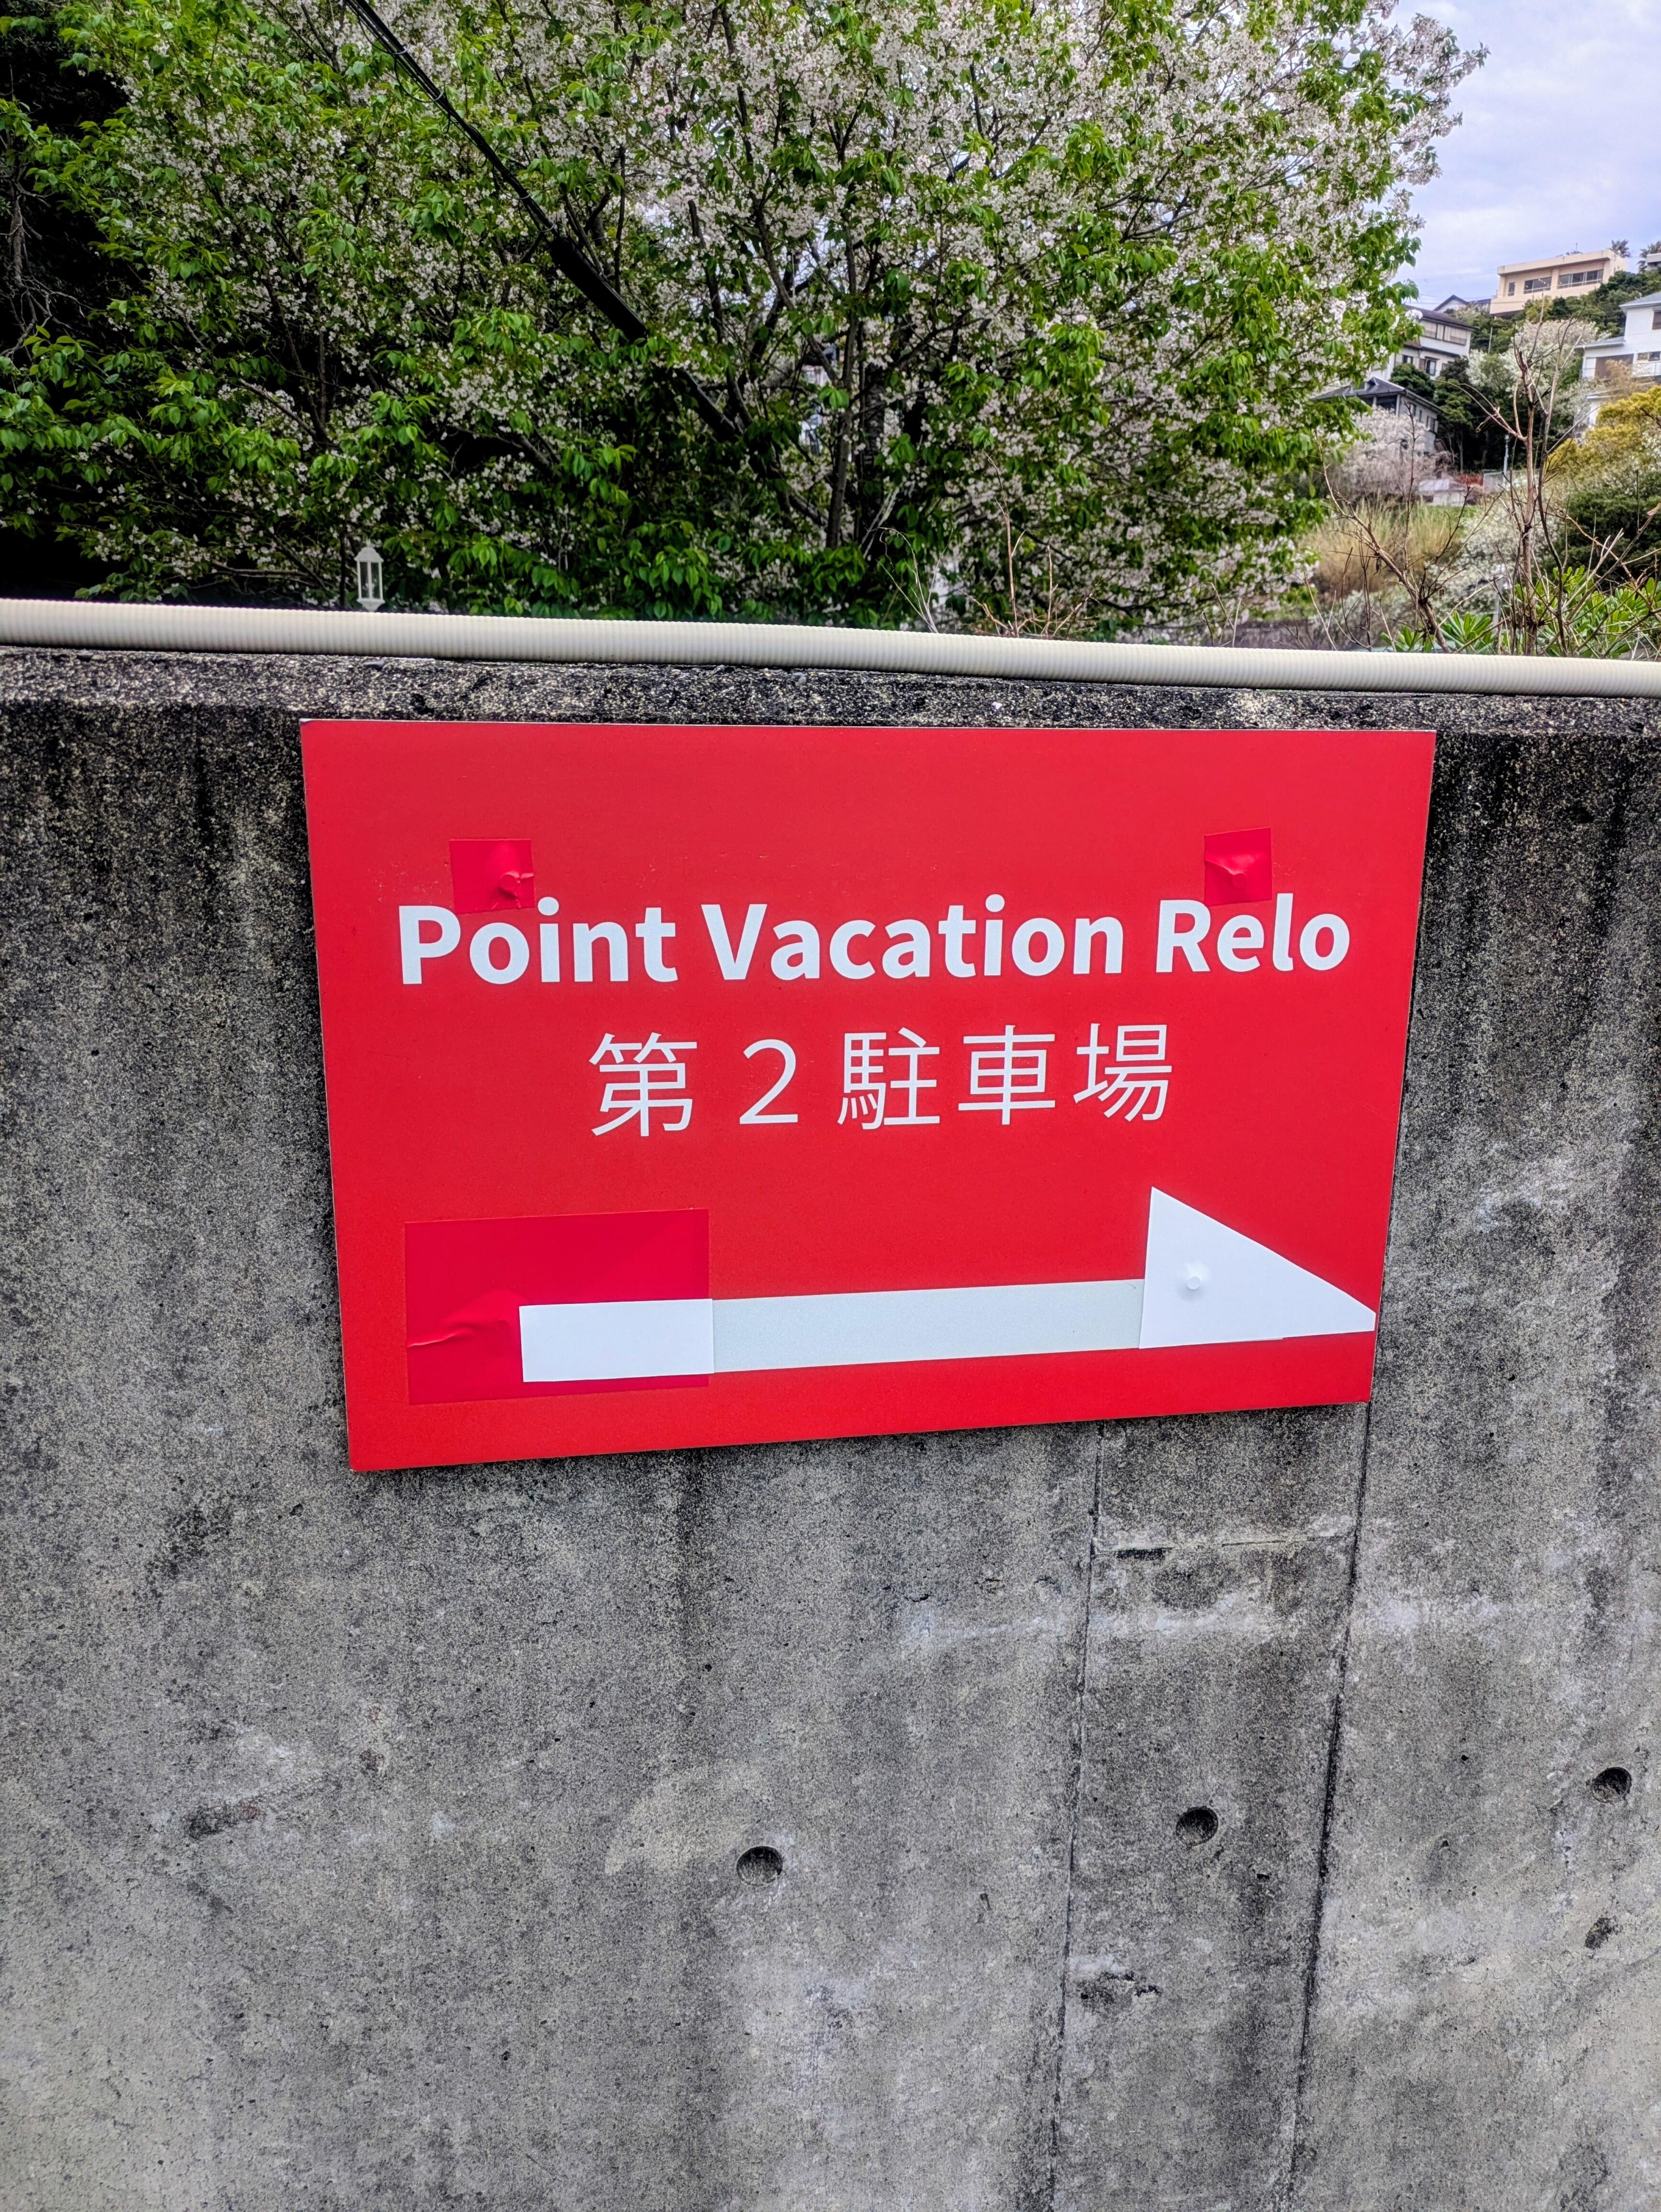 Point Vacation Relo
第２駐車場